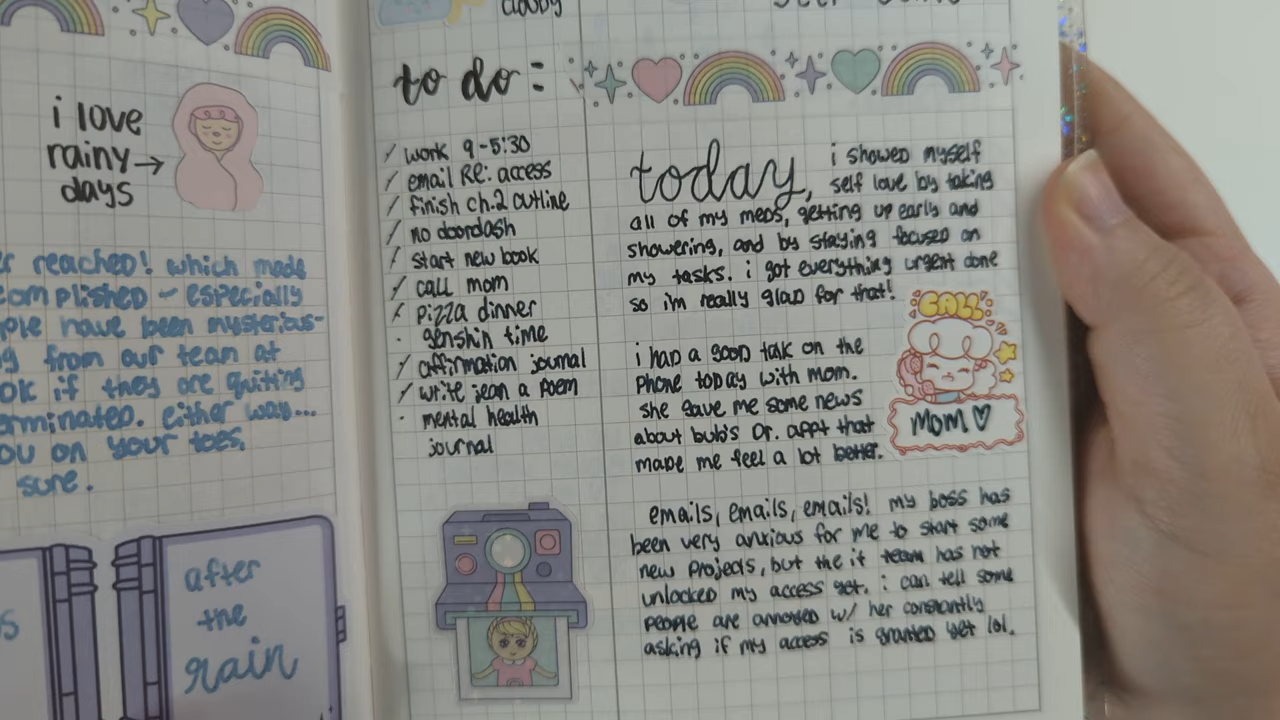 i love
rainy →
days
reached! which made
complished - especially
ple have been mysterious-
from our team at
ok if they are quiting
erminated. either way...
ou on your toes,
sure.
after
the
rain
cloudy
to do:
/ work 9-5:30
/ email RE: access
/ finish ch.2 outline
/ no doordash
/ start new book
/ call mom
/ pizza dinner
· genshin time
/ affirmation journal
/ write jean a poem
· mental health
journal
today, i showed myself
self love by taking
all of my meds, getting up early and
showering, and by staying focused on
my tasks. i got everything urgent done
so i'm really glad for that!
i had a good talk on the
phone today with mom.
she gave me some news
about bub's Dr. appt that
made me feel a lot better.
CALL
MOM ♡
emails, emails, emails! my boss has
been very anxious for me to start some
new projects, but the it team has not
unlocked my access yet. i can tell some
people are annoyed w/ her constantly
asking if my access is granted yet lol.